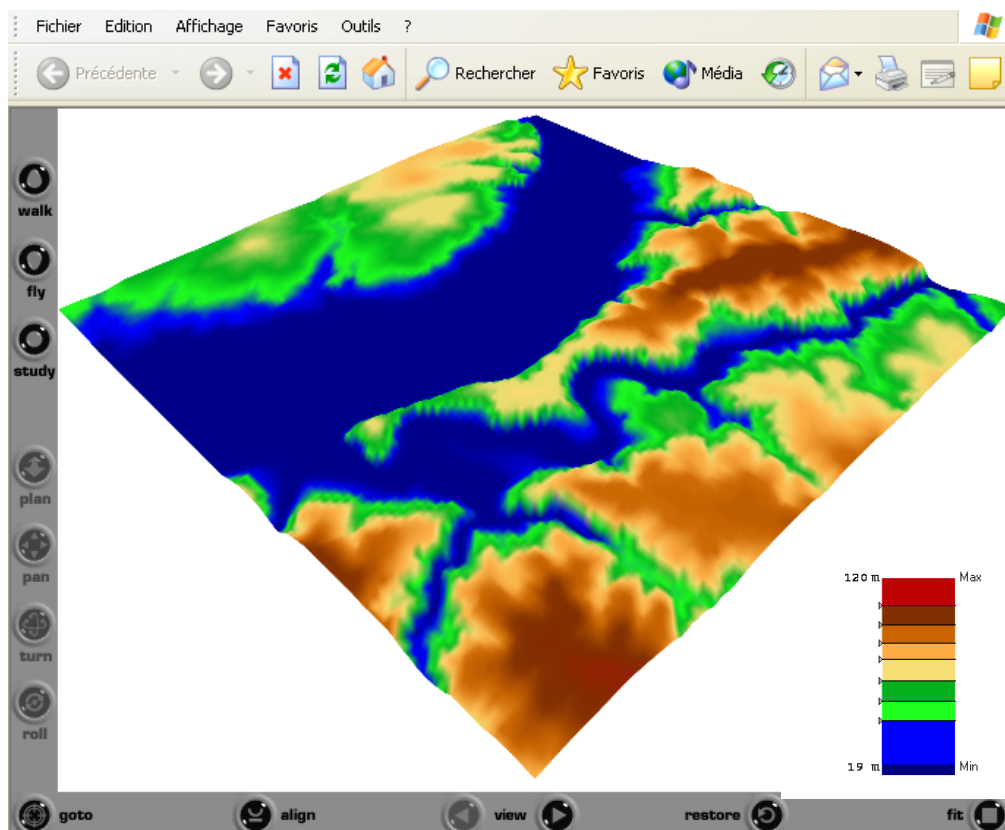 Fichier Edition Affichage Favoris Outils ?
Précédente Rechercher Favoris Média
walk
fly
study
plan
pan
turn
roll
120 m Max
19 m Min
goto align view restore fit